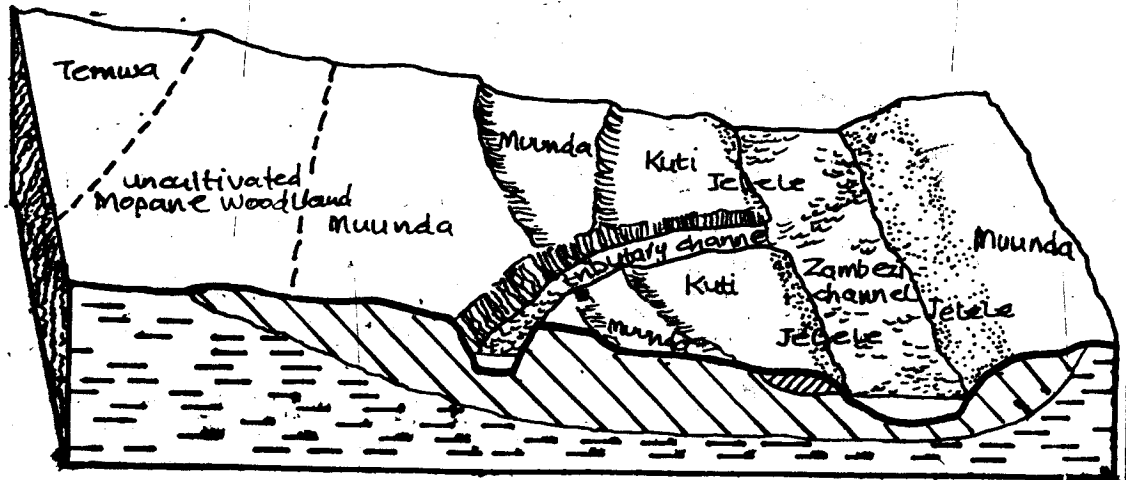 Temwa
uncultivated
Mopane Woodland
Muunda
Muunda
Kuti
Jelele
tributary channel
Kuti
Muunda
Zambezi
channel
Jelele
Jelele
Muunda